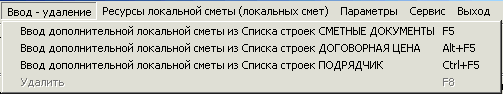 Ввод - удаление Ресурсы локальной сметы (локальных смет) Параметры Сервис Выход
Ввод дополнительной локальной сметы из Списка строк СМЕТНЫЕ ДОКУМЕНТЫ F5
Ввод дополнительной локальной сметы из Списка строк ДОГОВОРНАЯ ЦЕНА Alt+F5
Ввод дополнительной локальной сметы из Списка строк ПОДРЯДЧИК Ctrl+F5
Удалить F8